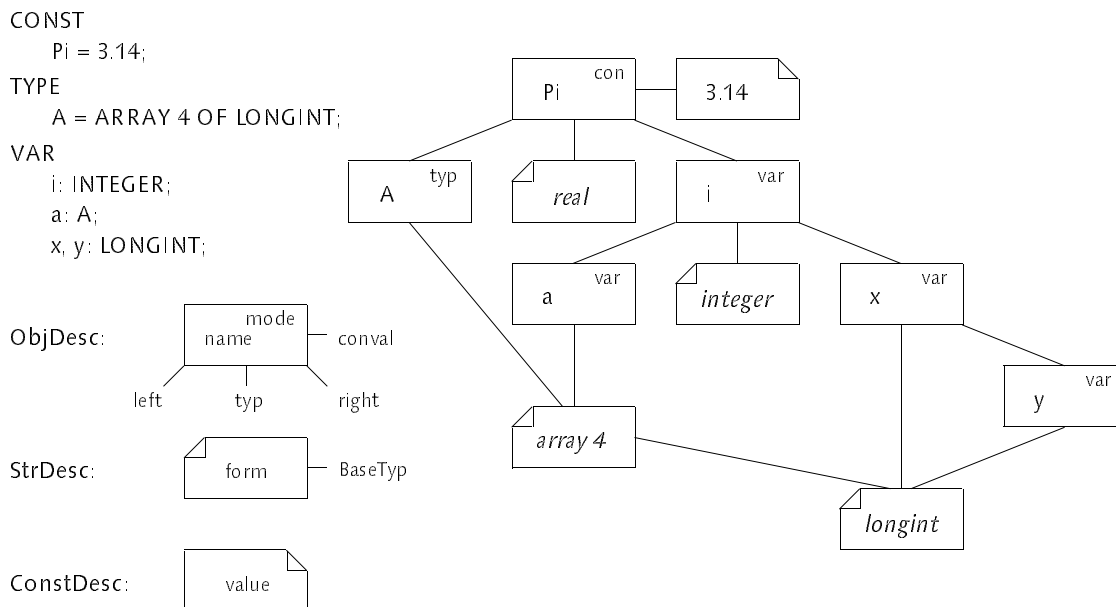 CONST
Pi = 3.14;
TYPE
A = ARRAY 4 OF LONGINT;
VAR
i: INTEGER;
a: A;
x, y: LONGINT;
ObjDesc:
mode
name
conval
left
typ
right
StrDesc:
form
BaseTyp
ConstDesc:
value
con
Pi
3.14
typ
A
real
var
i
var
a
integer
var
x
var
y
array 4
longint